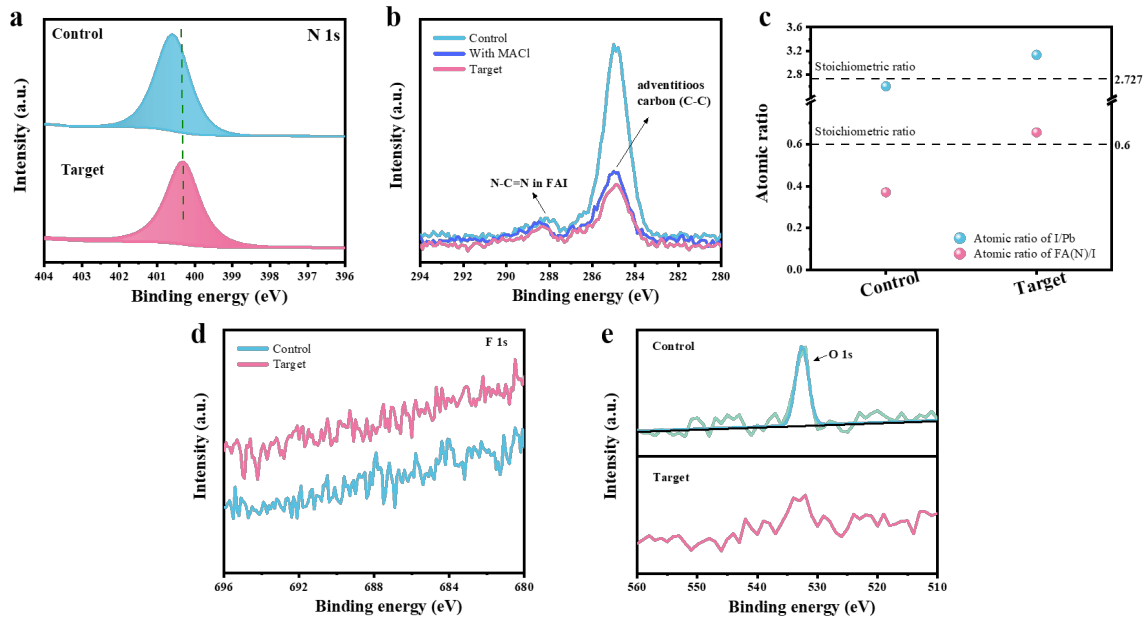 a
Control
N 1s
Target
Intensity (a.u.)
404 403 402 401 400 399 398 397 396
Binding energy (eV)
b
Control
With MACl
Target
adventitioos
carbon (C-C)
N-C=N in FAI
Intensity (a.u.)
294 292 290 288 286 284 282 280
Binding energy (eV)
c
3.6
3.2
2.8
0.6
0.4
0.2
0.0
Atomic ratio
Stoichiometric ratio
2.727
Stoichiometric ratio
0.6
Atomic ratio of I/Pb
Atomic ratio of FA(N)/I
Control
Target
d
Control
Target
F 1s
Intensity (a.u.)
696 692 688 684 680
Binding energy (eV)
e
Control
O 1s
Target
Intensity (a.u.)
560 550 540 530 520 510
Binding energy (eV)